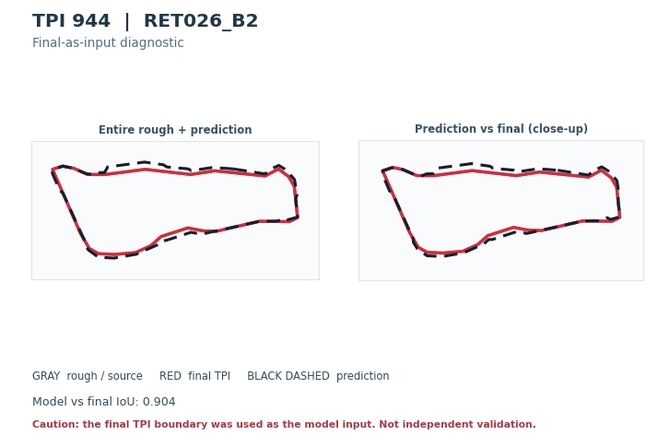 TPI 944 | RET026_B2
Final-as-input diagnostic
Entire rough + prediction
Prediction vs final (close-up)
GRAY rough / source RED final TPI BLACK DASHED prediction
Model vs final IoU: 0.904
Caution: the final TPI boundary was used as the model input. Not independent validation.